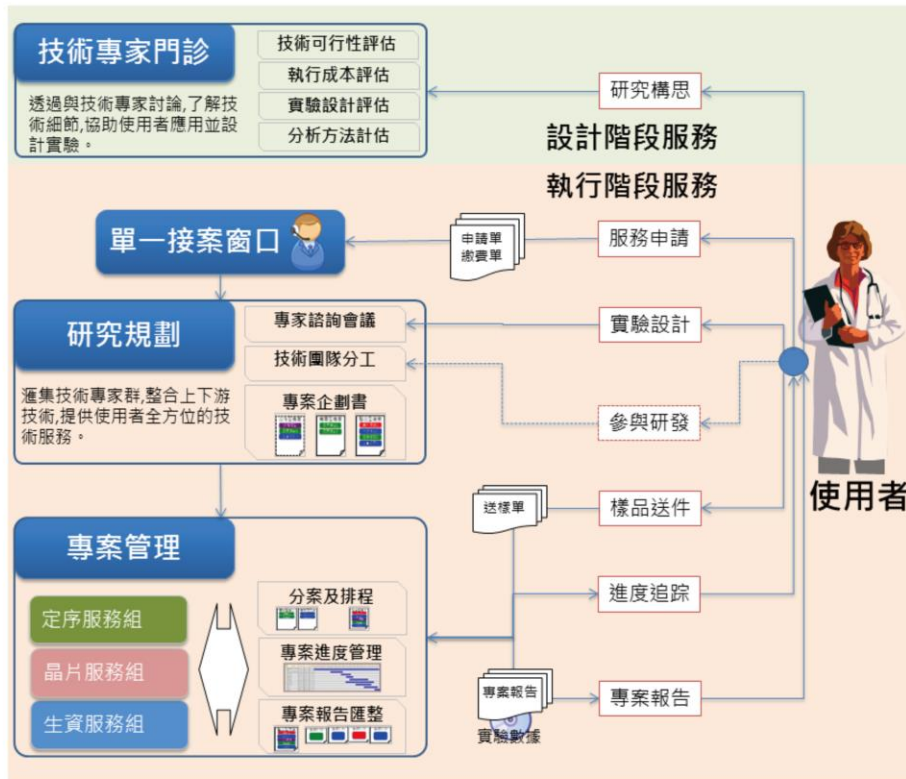 技術專家門診
透過與技術專家討論,了解技
術細節,協助使用者應用並設
計實驗。
技術可行性評估
執行成本評估
實驗設計評估
分析方法計估
研究構思
設計階段服務
執行階段服務
單一接案窗口
申請單
繳費單
服務申請
研究規劃
滙集技術專家群,整合上下游
技術,提供使用者全方位的技
術服務。
專家諮詢會議
技術團隊分工
專案企劃書
實驗設計
參與研發
使用者
專案管理
定序服務組
晶片服務組
生資服務組
分案及排程
專案進度管理
專案報告匯整
送樣單
樣品送件
進度追踪
專案報告
實驗數據
專案報告